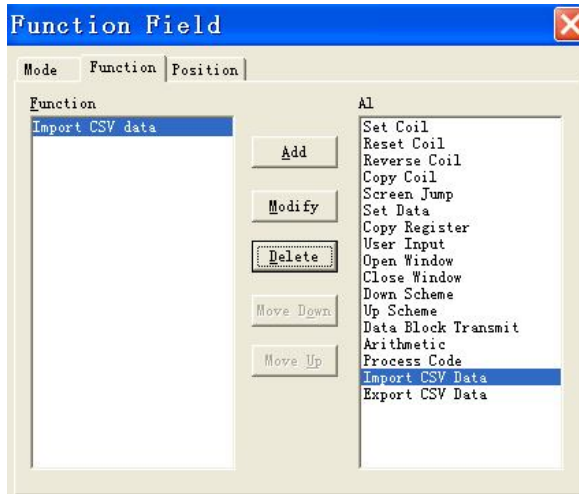 Function Field
Mode Function Position
Function
Import CSV data
Add
Modify
Delete
Move Down
Move Up
Al
Set Coil
Reset Coil
Reverse Coil
Copy Coil
Screen Jump
Set Data
Copy Register
User Input
Open Window
Close Window
Down Scheme
Up Scheme
Data Block Transmit
Arithmetic
Process Code
Import CSV Data
Export CSV Data